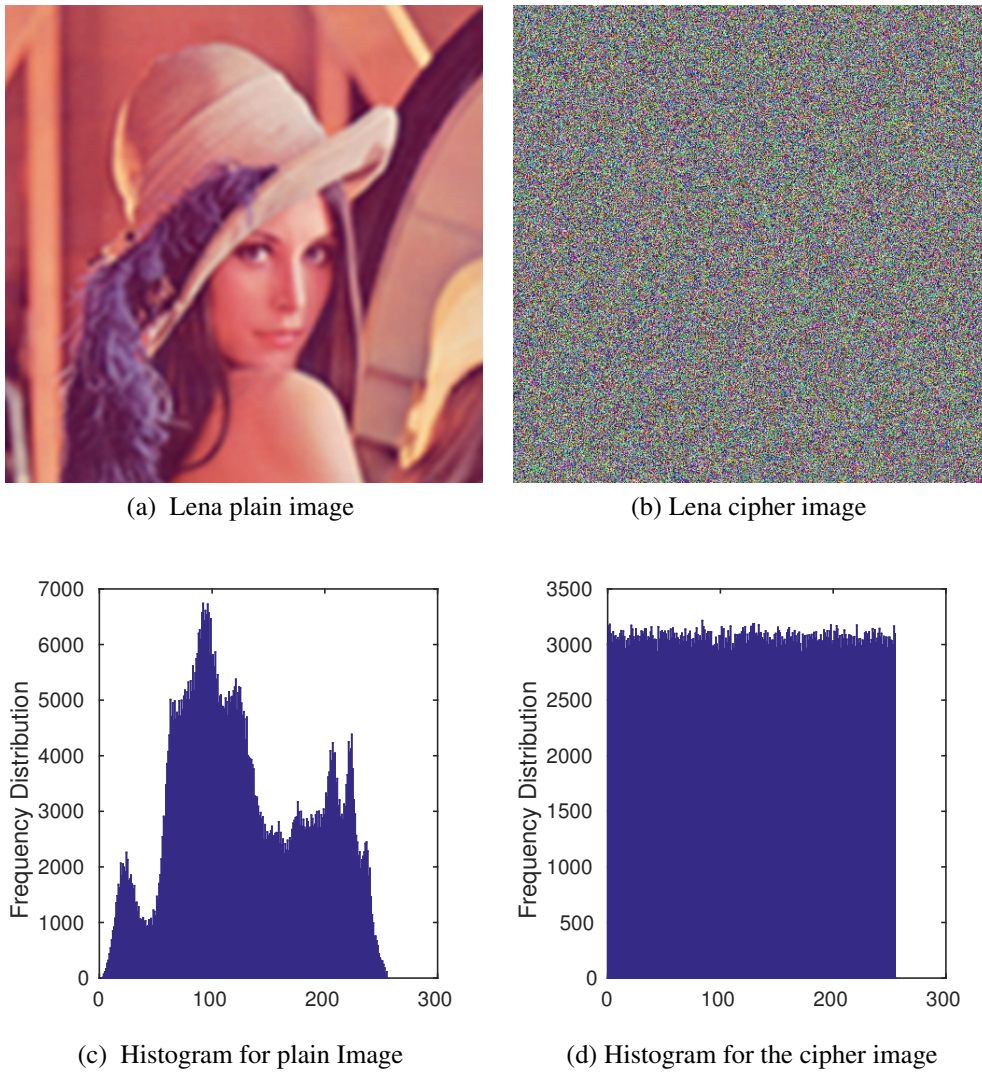 (a) Lena plain image
(b) Lena cipher image
7000
6000
5000
4000
3000
2000
1000
0
Frequency Distribution
0 100 200 300
(c) Histogram for plain Image
3500
3000
2500
2000
1500
1000
500
0
Frequency Distribution
0 100 200 300
(d) Histogram for the cipher image